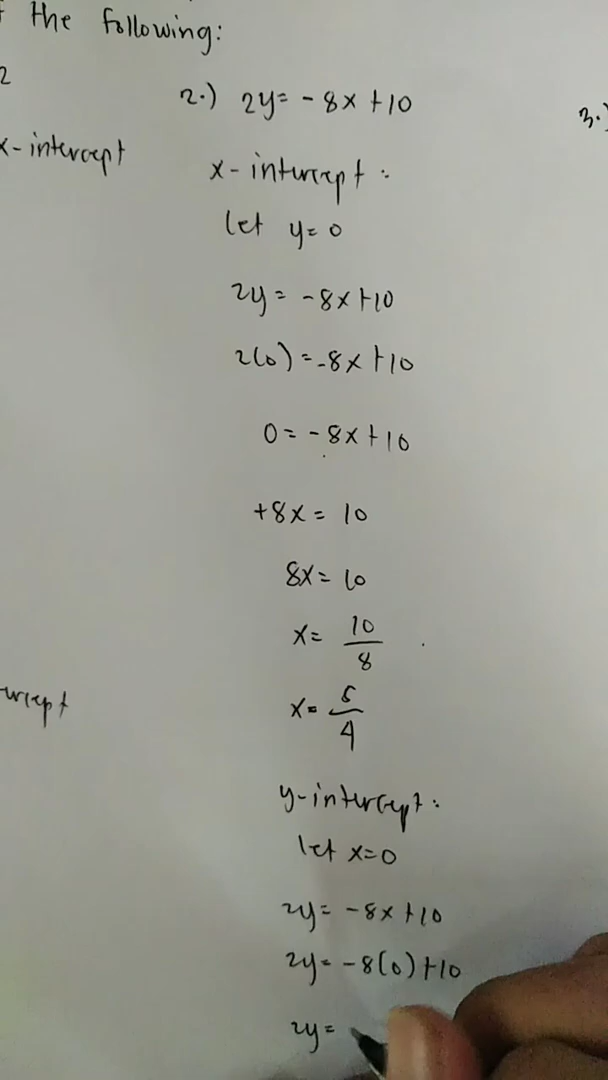 the following:
2
x-intercept
2.) 2y= -8x+10
3.)
x-intercept:
let y=0
2y= -8x+10
2(0)=-8x+10
0= -8x+10
+8x= 10
8x= 10
x= 10/8
x= 5/4
y-intercept:
let x=0
2y= -8x+10
2y= -8(0)+10
2y=